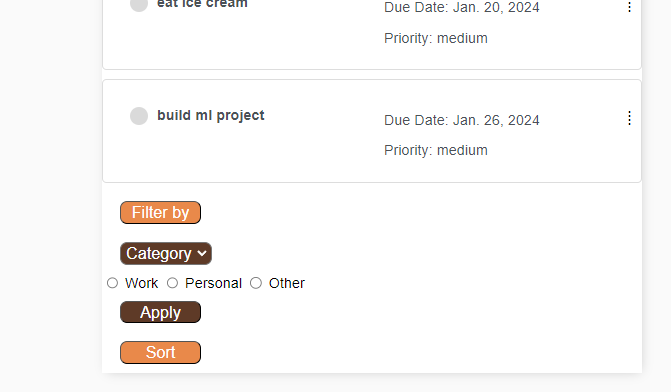 eat ice cream
Due Date: Jan. 20, 2024
Priority: medium
build ml project
Due Date: Jan. 26, 2024
Priority: medium
Filter by
Category
Work Personal Other
Apply
Sort